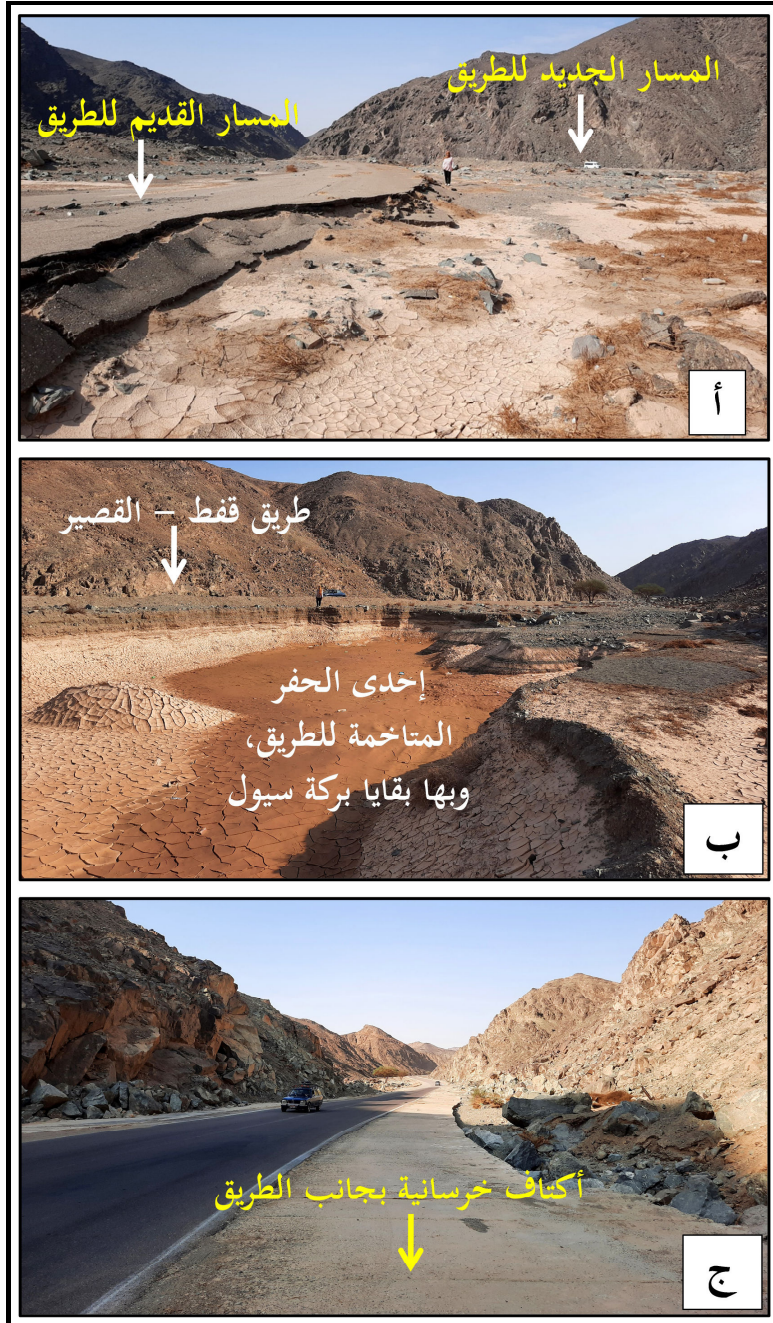 المسار الجديد للطريق
المسار القديم للطريق
أ
طريق قفط – القصير
إحدى الحفر
المتاخمة للطريق،
وبها بقايا بركة سيول
ب
أكتاف خرسانية بجانب الطريق
ج